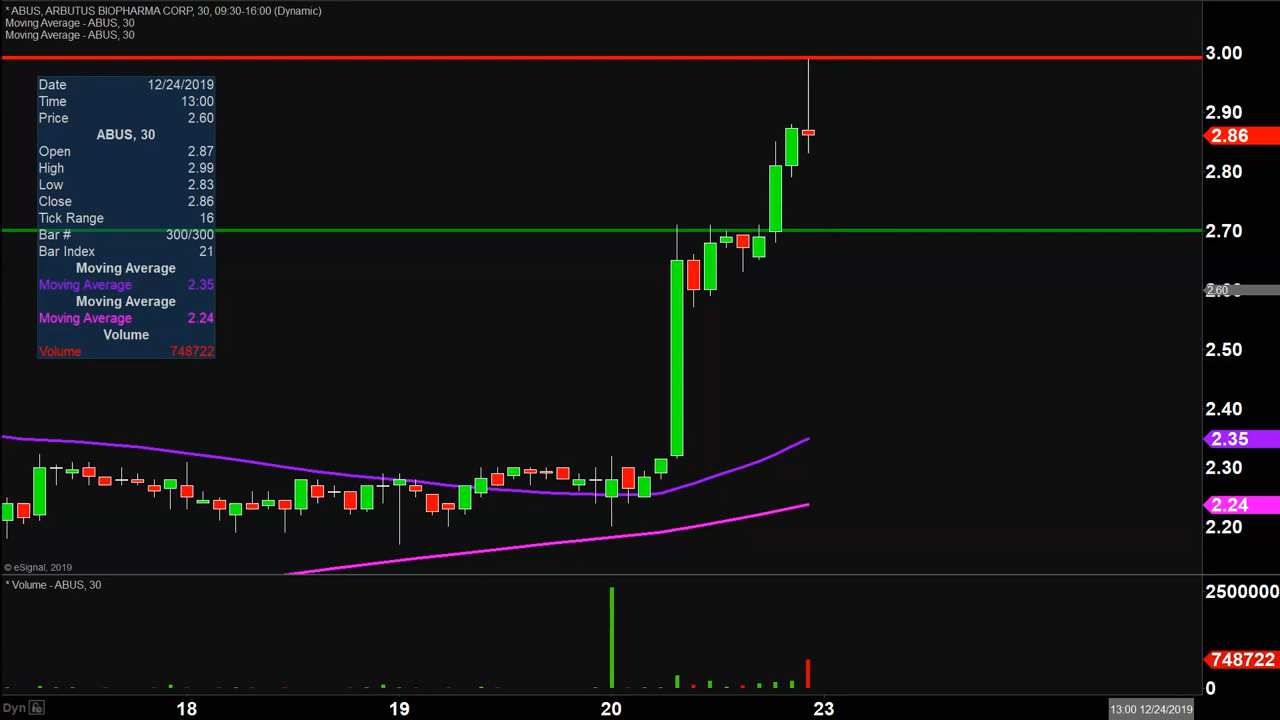 * ABUS, ARBUTUS BIOPHARMA CORP, 30, 09:30-16:00 (Dynamic)
Moving Average - ABUS, 30
Moving Average - ABUS, 30
Date 12/24/2019
Time 13:00
Price 2.60
ABUS, 30
Open 2.87
High 2.99
Low 2.83
Close 2.86
Tick Range 16
Bar # 300/300
Bar Index 21
Moving Average
Moving Average 2.35
Moving Average
Moving Average 2.24
Volume
Volume 748722
3.00
2.90
2.86
2.80
2.70
2.60
2.50
2.40
2.35
2.30
2.24
2.20
© eSignal, 2019
* Volume - ABUS, 30
2500000
748722
0
Dyn
18
19
20
23
13:00 12/24/2019